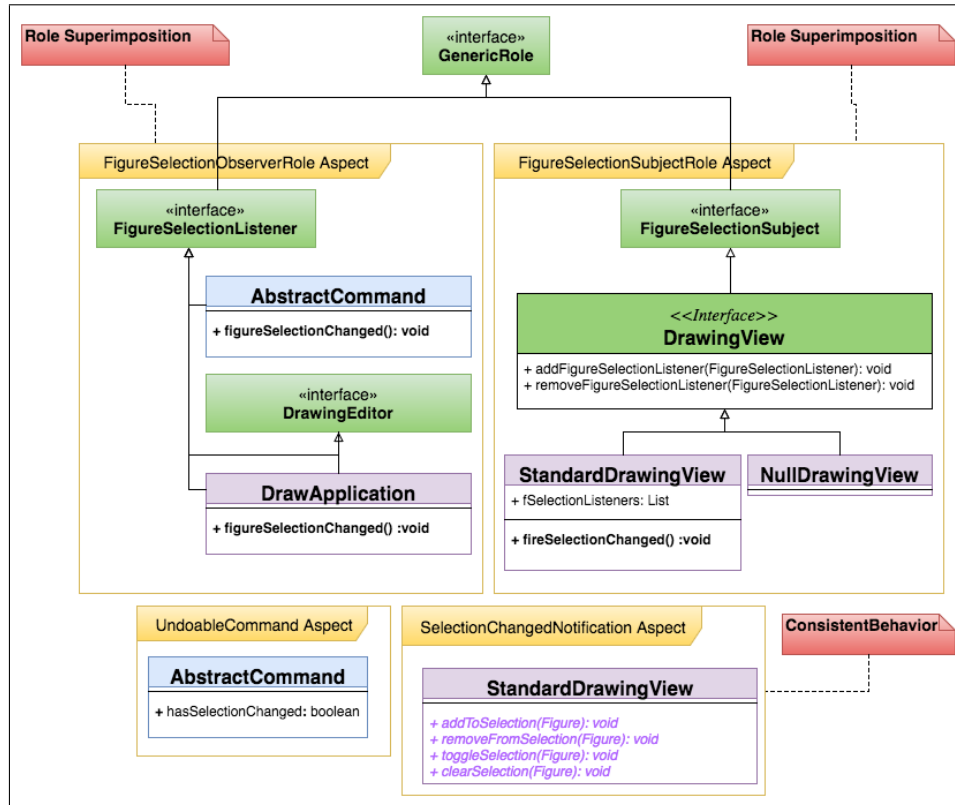 Role Superimposition
«interface»
GenericRole
Role Superimposition
FigureSelectionObserverRole Aspect
«interface»
FigureSelectionListener
AbstractCommand
+ figureSelectionChanged(): void
«interface»
DrawingEditor
DrawApplication
+ figureSelectionChanged() :void
FigureSelectionSubjectRole Aspect
«interface»
FigureSelectionSubject
<<Interface>>
DrawingView
+ addFigureSelectionListener(FigureSelectionListener): void
+ removeFigureSelectionListener(FigureSelectionListener): void
StandardDrawingView
+ fSelectionListeners: List
+ fireSelectionChanged() :void
NullDrawingView
UndoableCommand Aspect
AbstractCommand
+ hasSelectionChanged: boolean
SelectionChangedNotification Aspect
StandardDrawingView
+ addToSelection(Figure): void
+ removeFromSelection(Figure): void
+ toggleSelection(Figure): void
+ clearSelection(Figure): void
ConsistentBehavior